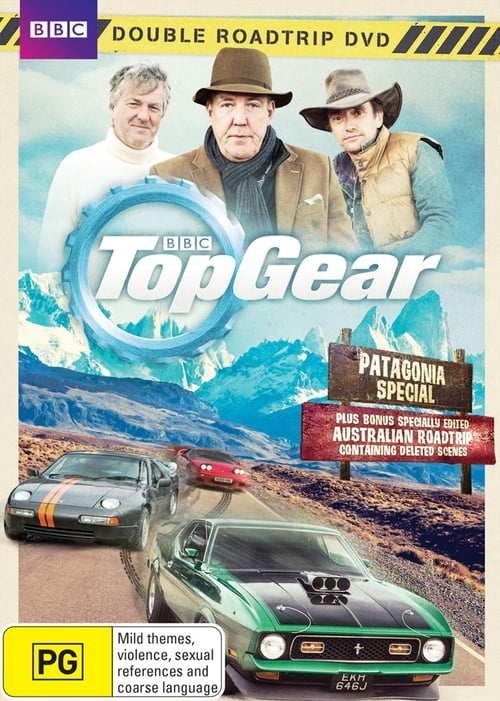 BBC
DOUBLE ROADTRIP DVD
BBC
TopGear
PATAGONIA
SPECIAL
PLUS BONUS SPECIALLY EDITED
AUSTRALIAN ROADTRIP
CONTAINING DELETED SCENES
EKH
646J
PG
Mild themes,
violence, sexual
references and
coarse language